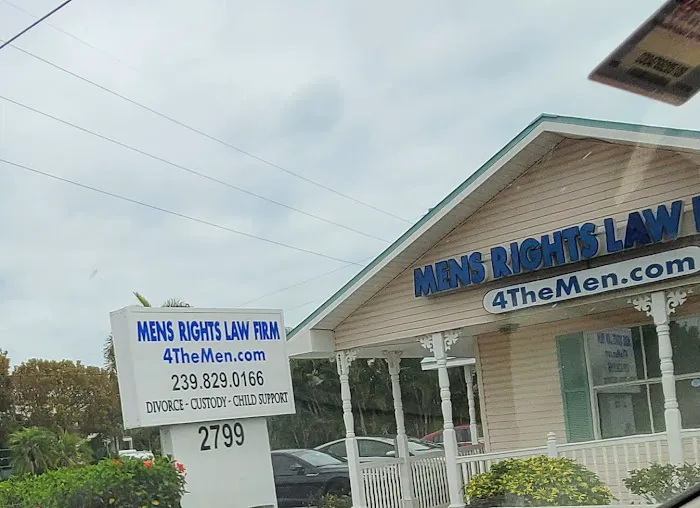 MENS RIGHTS LAW FIRM
4TheMen.com
239.829.0166
DIVORCE - CUSTODY - CHILD SUPPORT
2799
MENS RIGHTS LAW
4TheMen.com